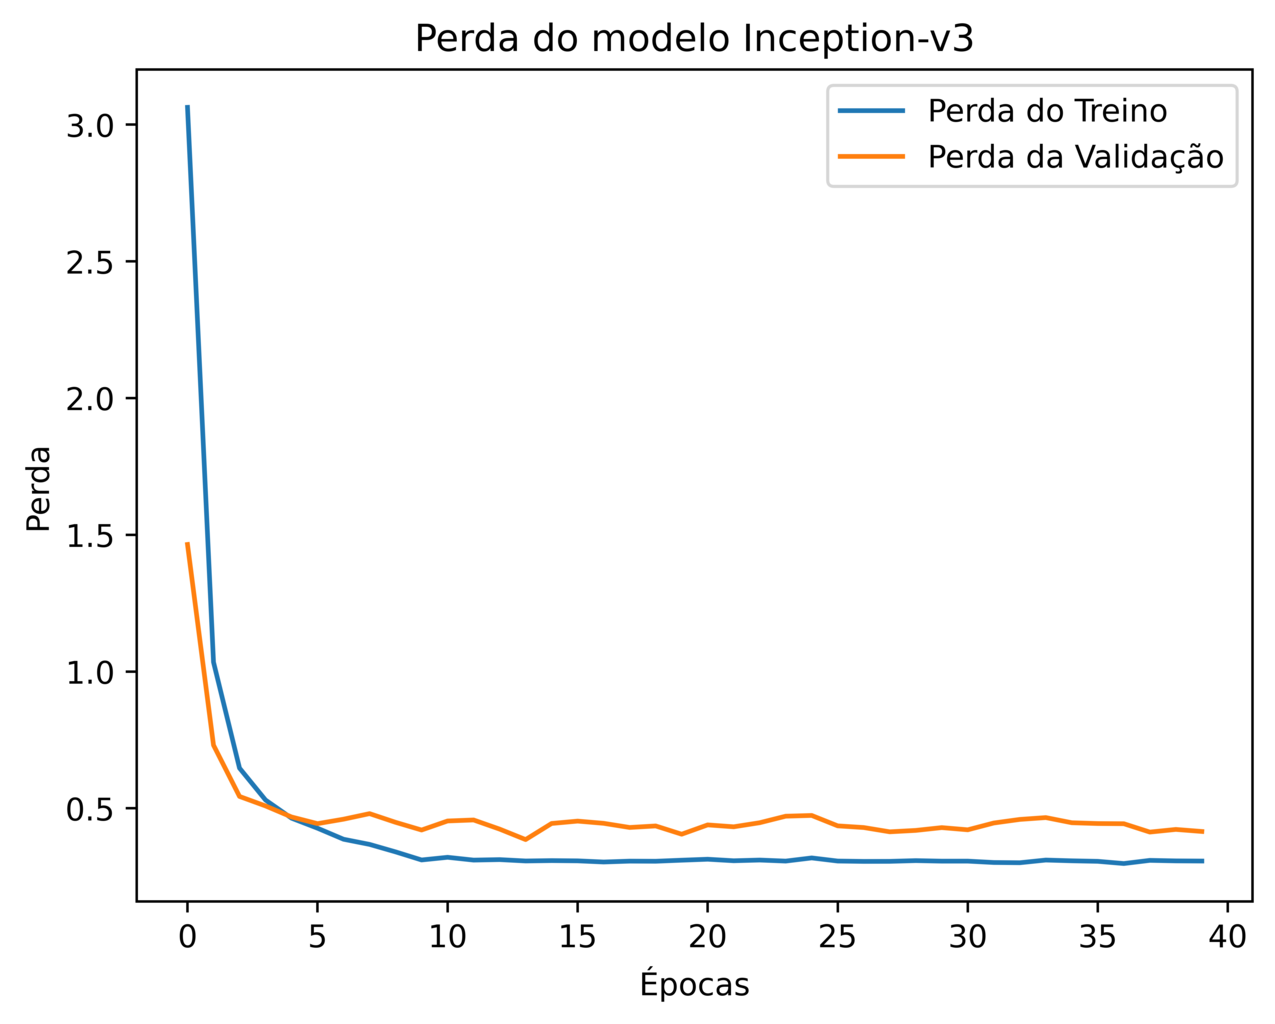 Perda do modelo Inception-v3
Perda do Treino
Perda da Validação
3.0
2.5
2.0
1.5
1.0
0.5
Perda
0 5 10 15 20 25 30 35 40
Épocas